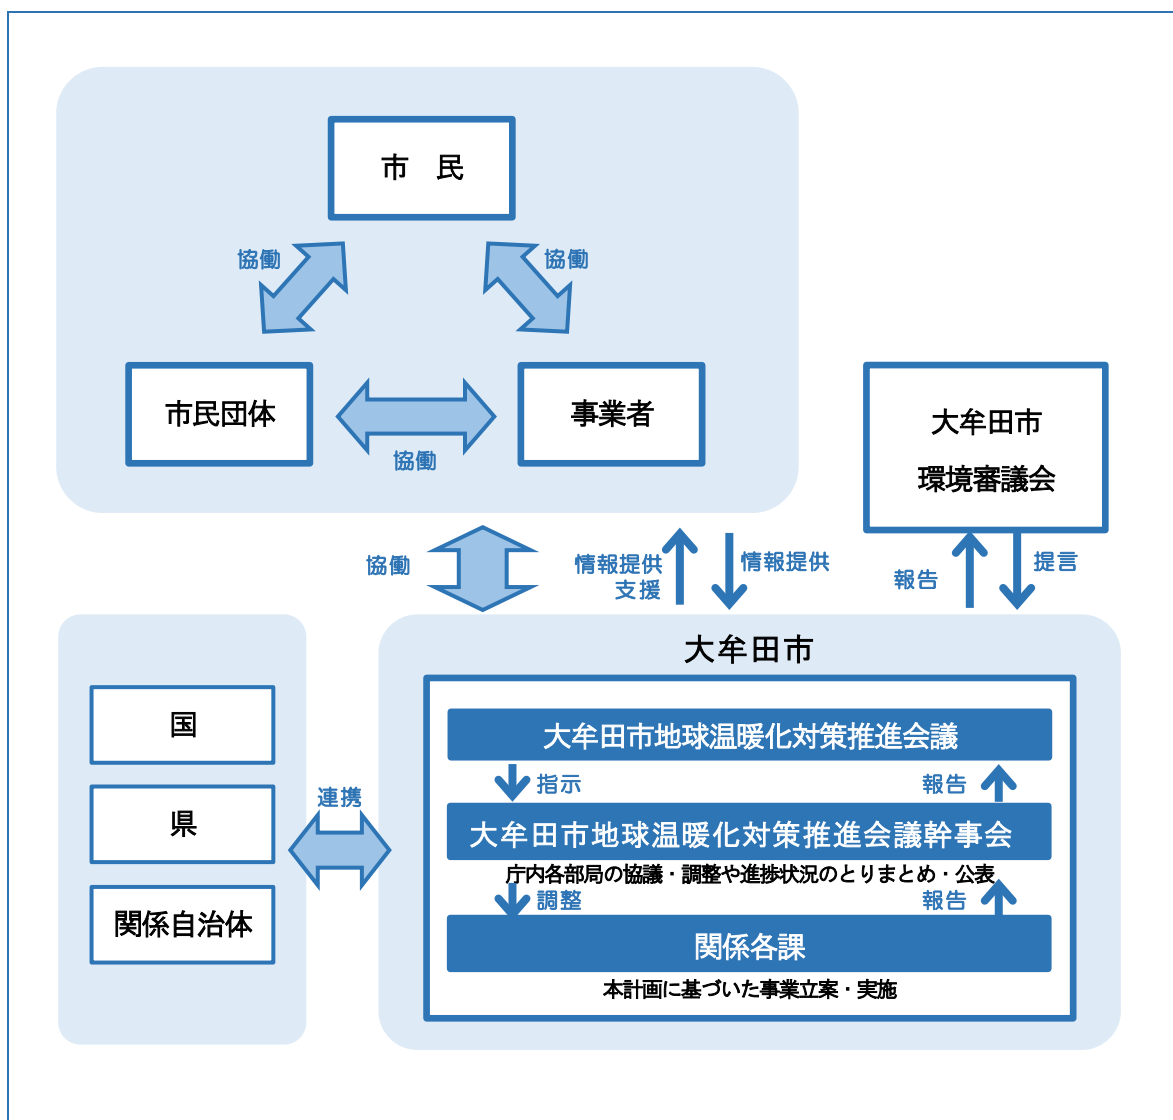 市　民
協働
協働
市民団体
事業者
協働
大牟田市
環境審議会
協働
情報提供
支援
情報提供
報告
提言
国
県
関係自治体
連携
大牟田市
大牟田市地球温暖化対策推進会議
指示
報告
大牟田市地球温暖化対策推進会議幹事会
庁内各部局の協議・調整や進捗状況のとりまとめ・公表
調整
報告
関係各課
本計画に基づいた事業立案・実施